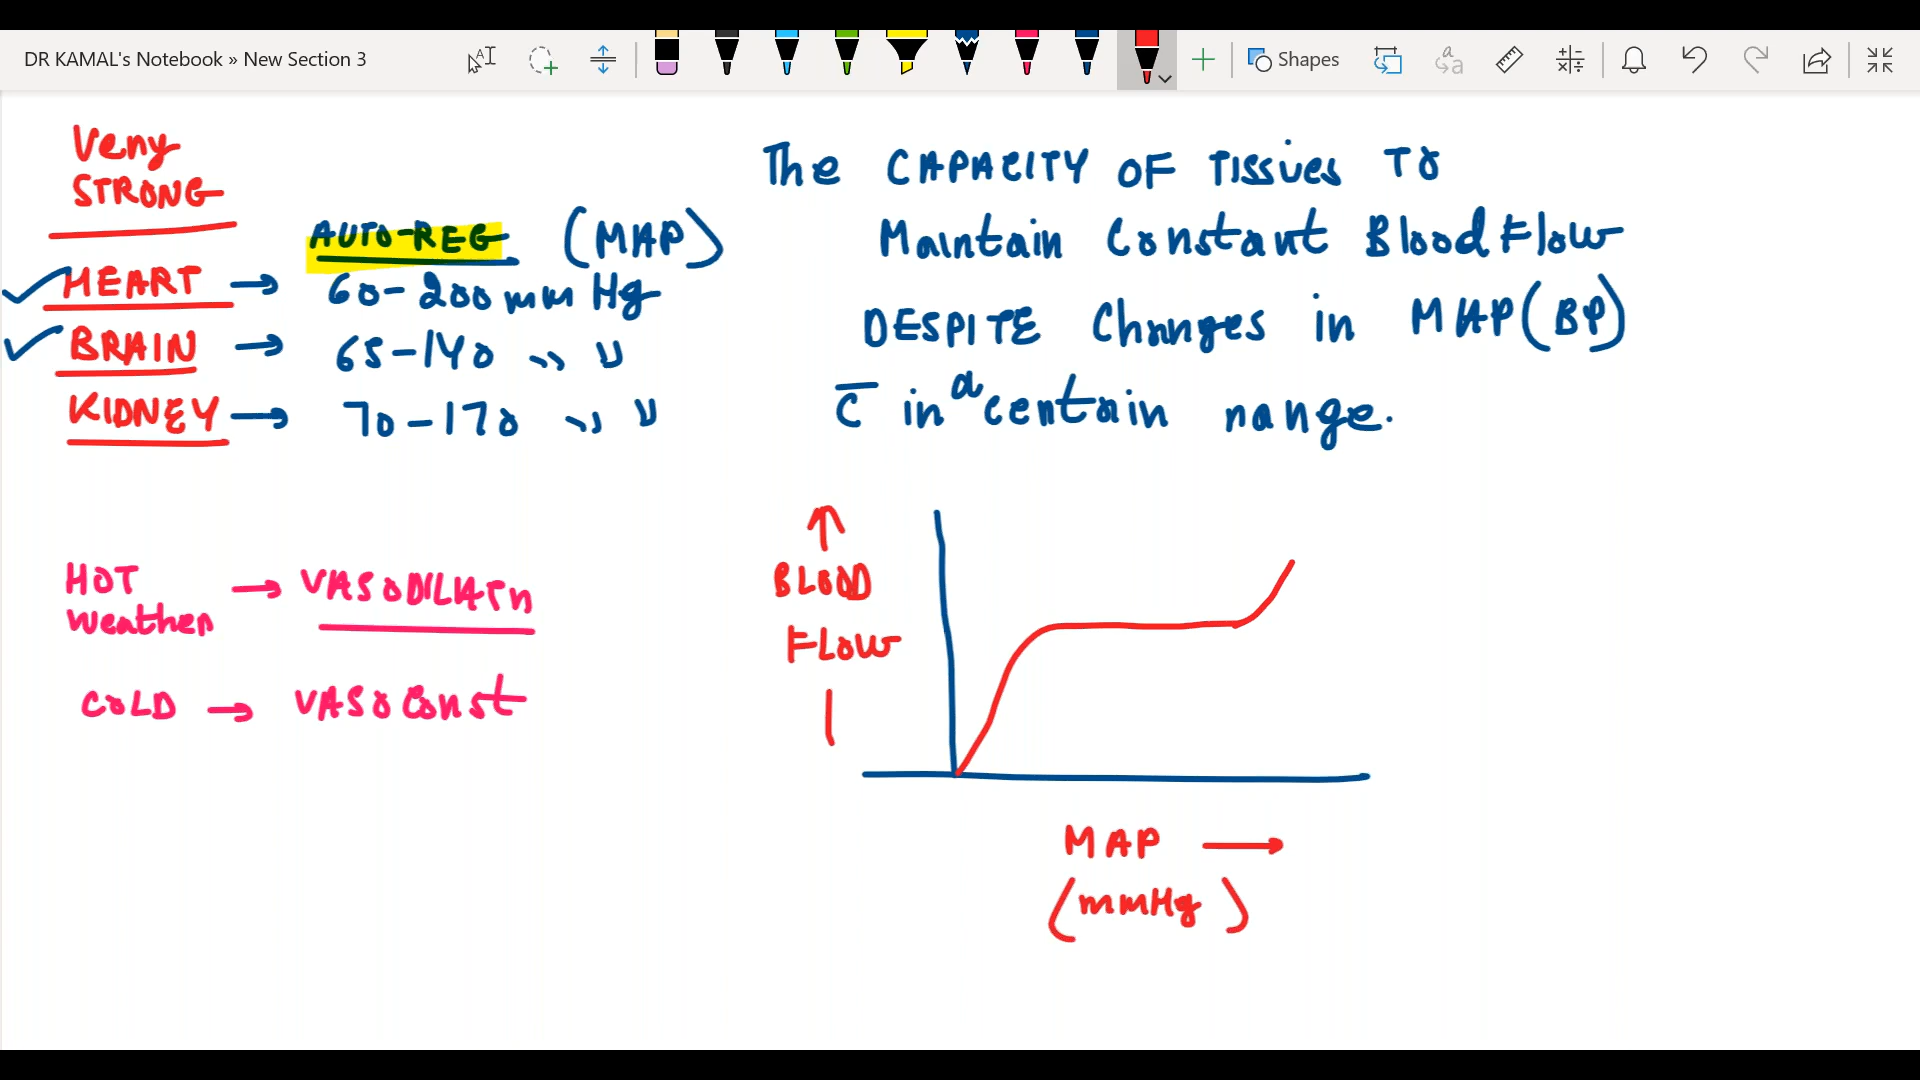 DR KAMAL's Notebook » New Section 3
Shapes
Very
STRONG
AUTO-REG (MAP)
HEART → 60-200 mm Hg
BRAIN → 65-140 〃 〃
KIDNEY → 70-170 〃 〃
The CAPACITY OF TISSUES TO
Maintain Constant Blood Flow
DESPITE Changes in MAP (BP)
c̅ in a certain range.
HOT
weather → VASODILATn
COLD → VASOConst
↑
BLOOD
FLOW
MAP →
(mmHg)